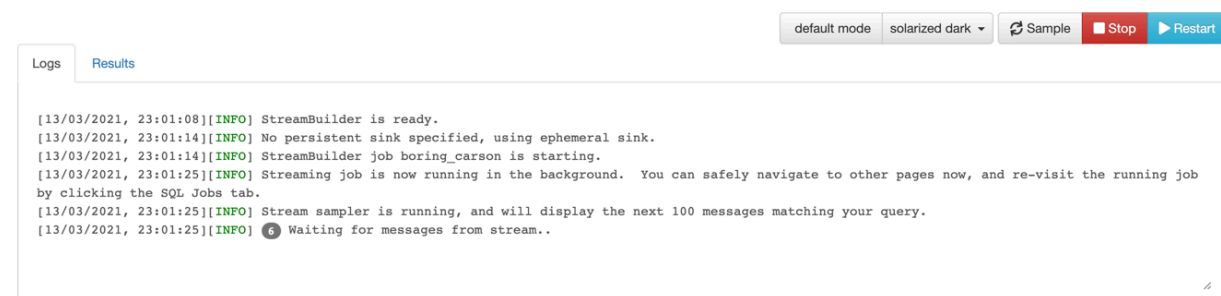 default mode solarized dark Sample Stop Restart
Logs Results
[13/03/2021, 23:01:08][INFO] StreamBuilder is ready.
[13/03/2021, 23:01:14][INFO] No persistent sink specified, using ephemeral sink.
[13/03/2021, 23:01:14][INFO] StreamBuilder job boring_carson is starting.
[13/03/2021, 23:01:25][INFO] Streaming job is now running in the background.  You can safely navigate to other pages now, and re-visit the running job
by clicking the SQL Jobs tab.
[13/03/2021, 23:01:25][INFO] Stream sampler is running, and will display the next 100 messages matching your query.
[13/03/2021, 23:01:25][INFO] 6 Waiting for messages from stream..